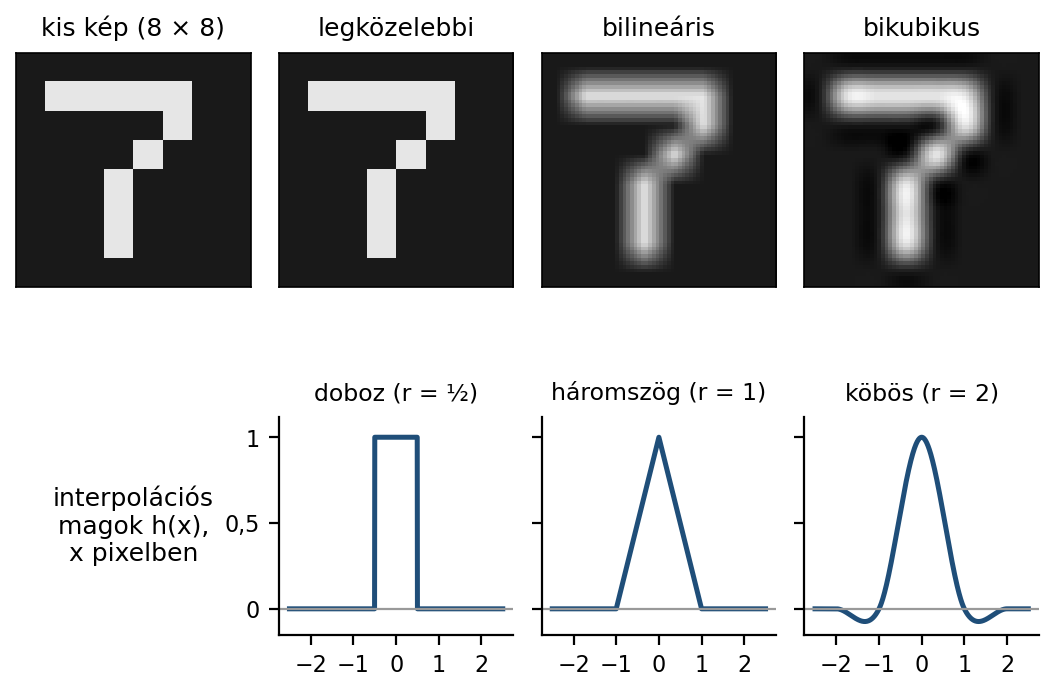 kis kép (8 × 8)
legközelebbi
bilineáris
bikubikus
doboz (r = ½)
háromszög (r = 1)
köbös (r = 2)
interpolációs
magok h(x),
x pixelben
1
0,5
0
−2 −1 0 1 2
−2 −1 0 1 2
−2 −1 0 1 2